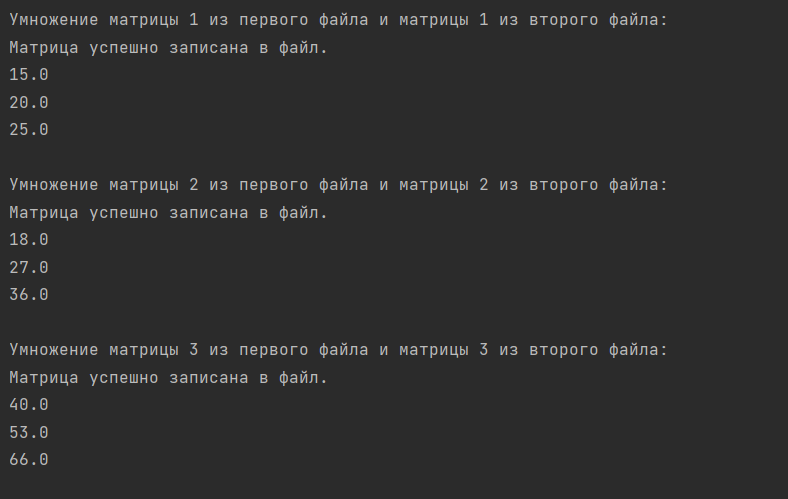 Умножение матрицы 1 из первого файла и матрицы 1 из второго файла:
Матрица успешно записана в файл.
15.0
20.0
25.0
Умножение матрицы 2 из первого файла и матрицы 2 из второго файла:
Матрица успешно записана в файл.
18.0
27.0
36.0
Умножение матрицы 3 из первого файла и матрицы 3 из второго файла:
Матрица успешно записана в файл.
40.0
53.0
66.0